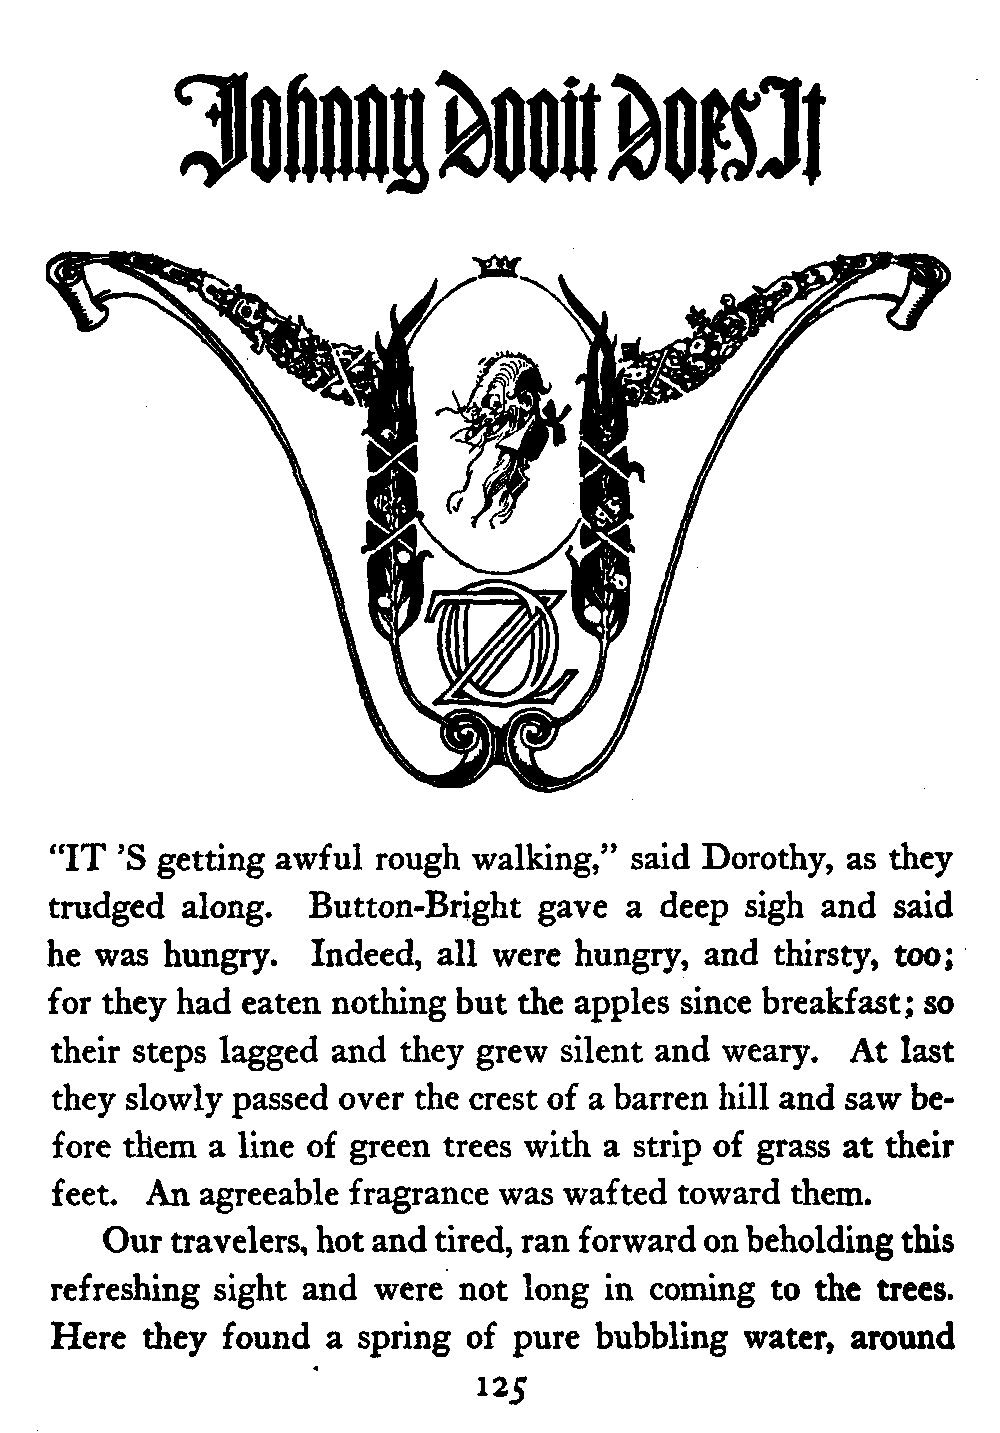 Johnny Dooit Does It
OZ
“IT ’S getting awful rough walking,” said Dorothy, as they
trudged along. Button-Bright gave a deep sigh and said
he was hungry. Indeed, all were hungry, and thirsty, too;
for they had eaten nothing but the apples since breakfast; so
their steps lagged and they grew silent and weary. At last
they slowly passed over the crest of a barren hill and saw be-
fore them a line of green trees with a strip of grass at their
feet. An agreeable fragrance was wafted toward them.
Our travelers, hot and tired, ran forward on beholding this
refreshing sight and were not long in coming to the trees.
Here they found a spring of pure bubbling water, around
125